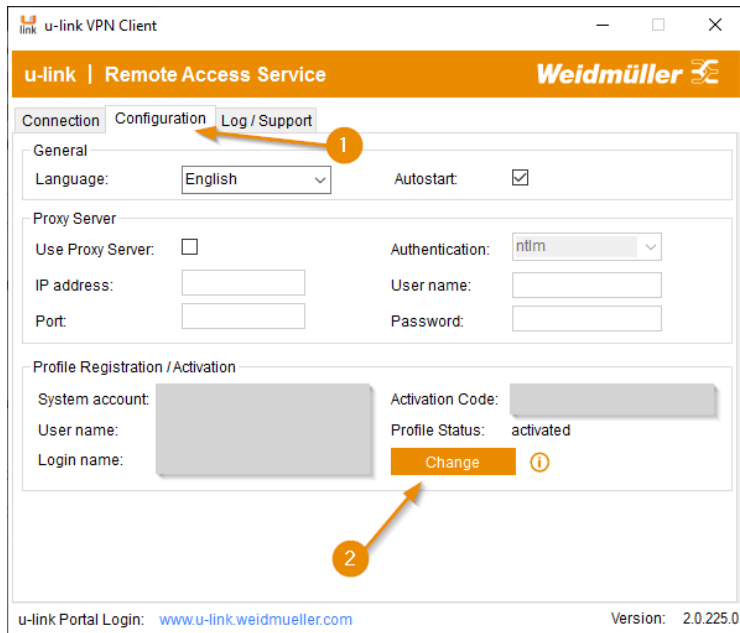 link u-link VPN Client
u-link | Remote Access Service Weidmüller
Connection Configuration Log / Support
1
General
Language: English Autostart:
Proxy Server
Use Proxy Server: Authentication: ntlm
IP address: User name:
Port: Password:
Profile Registration / Activation
System account: Activation Code:
User name: Profile Status: activated
Login name: Change i
2
u-link Portal Login: www.u-link.weidmueller.com Version: 2.0.225.0